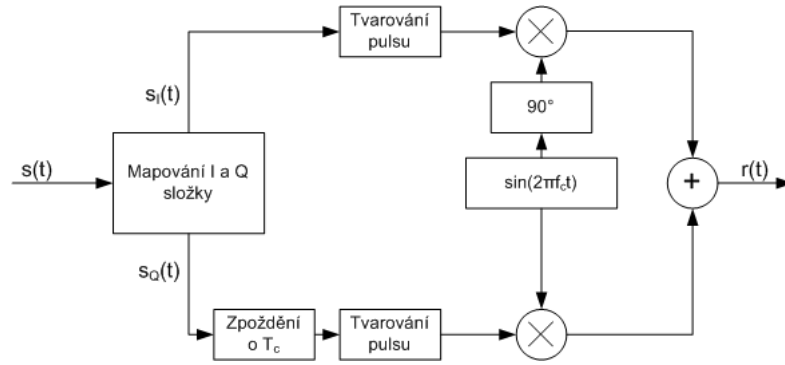 Tvarování
pulsu
s_I(t)
90°
s(t)
Mapování I a Q
složky
sin(2πf_ct)
+
r(t)
s_Q(t)
Zpoždění
o T_c
Tvarování
pulsu